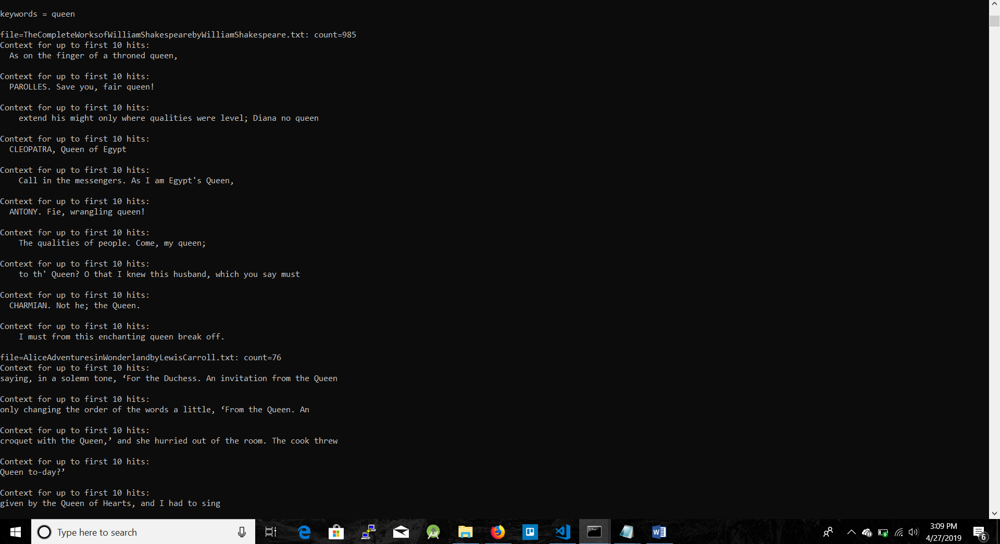 keywords = queen
file=TheCompleteWorksofWilliamShakespearebyWilliamShakespeare.txt: count=985
Context for up to first 10 hits:
  As on the finger of a throned queen,
Context for up to first 10 hits:
  PAROLLES. Save you, fair queen!
Context for up to first 10 hits:
    extend his might only where qualities were level; Diana no queen
Context for up to first 10 hits:
  CLEOPATRA, Queen of Egypt
Context for up to first 10 hits:
    Call in the messengers. As I am Egypt's Queen,
Context for up to first 10 hits:
  ANTONY. Fie, wrangling queen!
Context for up to first 10 hits:
    The qualities of people. Come, my queen;
Context for up to first 10 hits:
    to th' Queen? O that I knew this husband, which you say must
Context for up to first 10 hits:
  CHARMIAN. Not he; the Queen.
Context for up to first 10 hits:
    I must from this enchanting queen break off.
file=AliceAdventuresinWonderlandbyLewisCarroll.txt: count=76
Context for up to first 10 hits:
saying, in a solemn tone, ‘For the Duchess. An invitation from the Queen
Context for up to first 10 hits:
only changing the order of the words a little, ‘From the Queen. An
Context for up to first 10 hits:
croquet with the Queen,’ and she hurried out of the room. The cook threw
Context for up to first 10 hits:
Queen to-day?’
Context for up to first 10 hits:
given by the Queen of Hearts, and I had to sing
Type here to search
3:09 PM
4/27/2019
6